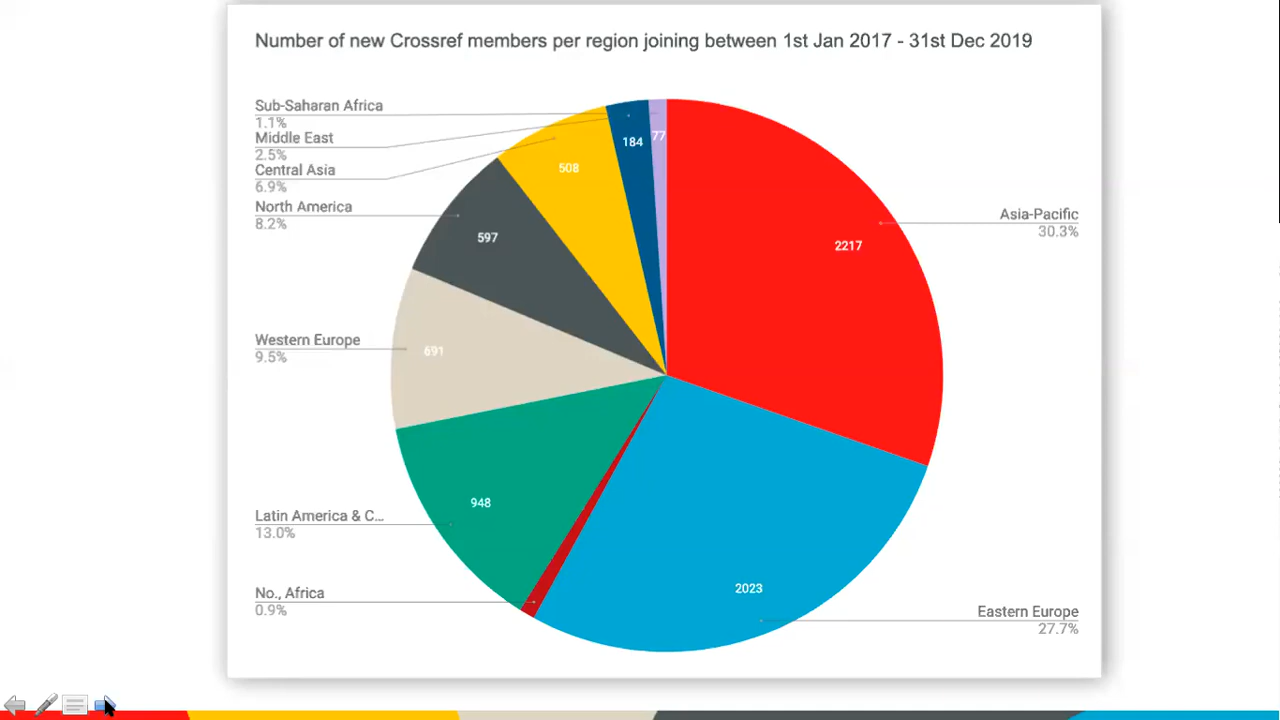 Number of new Crossref members per region joining between 1st Jan 2017 - 31st Dec 2019
Sub-Saharan Africa
1.1%
Middle East
2.5%
Central Asia
6.9%
North America
8.2%
Western Europe
9.5%
Latin America & C...
13.0%
No., Africa
0.9%
184
77
508
597
691
948
2217
2023
Asia-Pacific
30.3%
Eastern Europe
27.7%